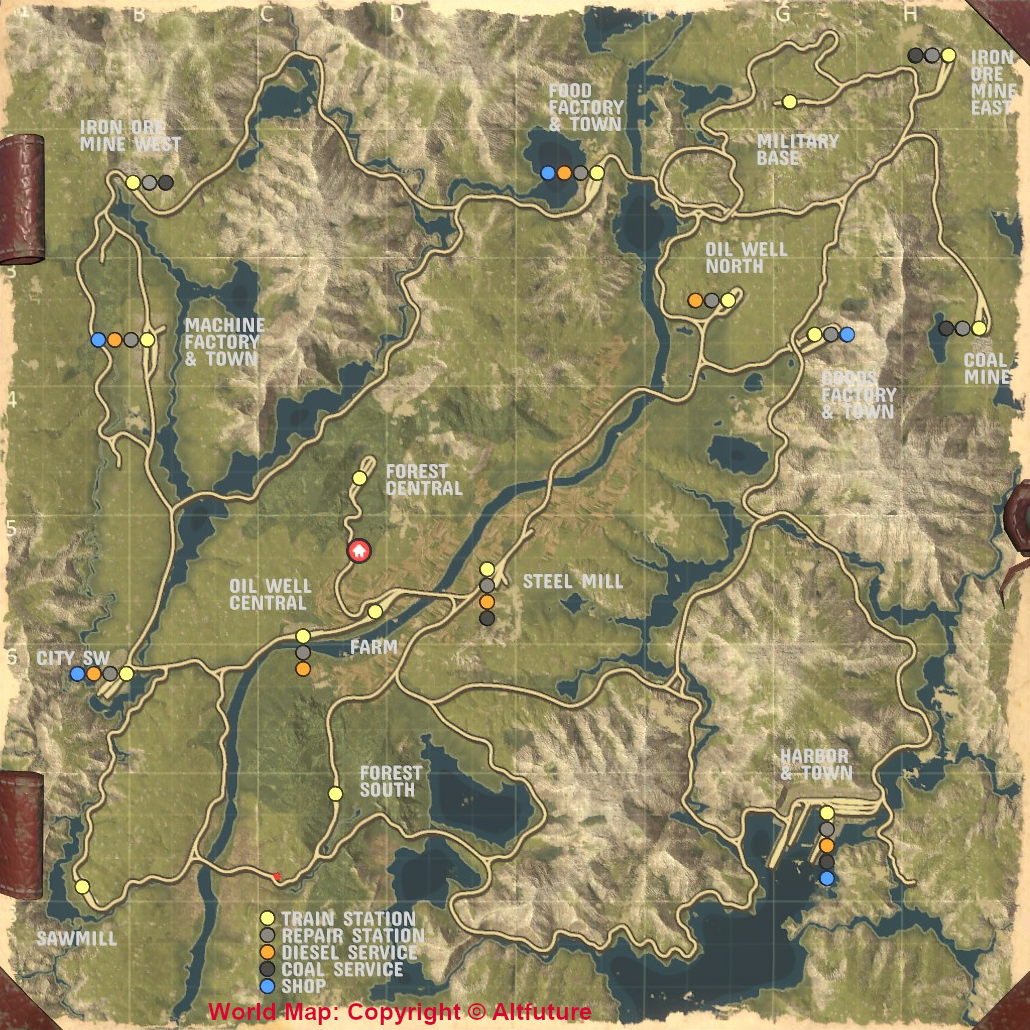 B
C
D
E
F
G
H
IRON
ORE
MINE
EAST
FOOD
FACTORY
& TOWN
IRON ORE
MINE WEST
MILITARY
BASE
OIL WELL
NORTH
3
MACHINE
FACTORY
& TOWN
COAL
MINE
GOODS
FACTORY
& TOWN
4
FOREST
CENTRAL
5
STEEL MILL
OIL WELL
CENTRAL
FARM
6
CITY SW
HARBOR
& TOWN
FOREST
SOUTH
SAWMILL
TRAIN STATION
REPAIR STATION
DIESEL SERVICE
COAL SERVICE
SHOP
World Map: Copyright © Altfuture